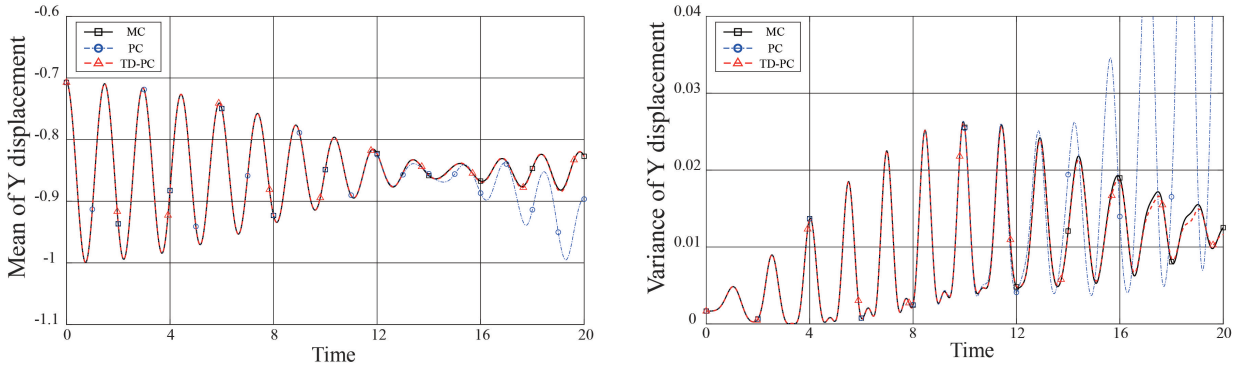 -0.6
-0.7
-0.8
-0.9
-1
-1.1
Mean of Y displacement
MC
PC
TD-PC
0 4 8 12 16 20
Time
0.04
0.03
0.02
0.01
0
Variance of Y displacement
MC
PC
TD-PC
0 4 8 12 16 20
Time